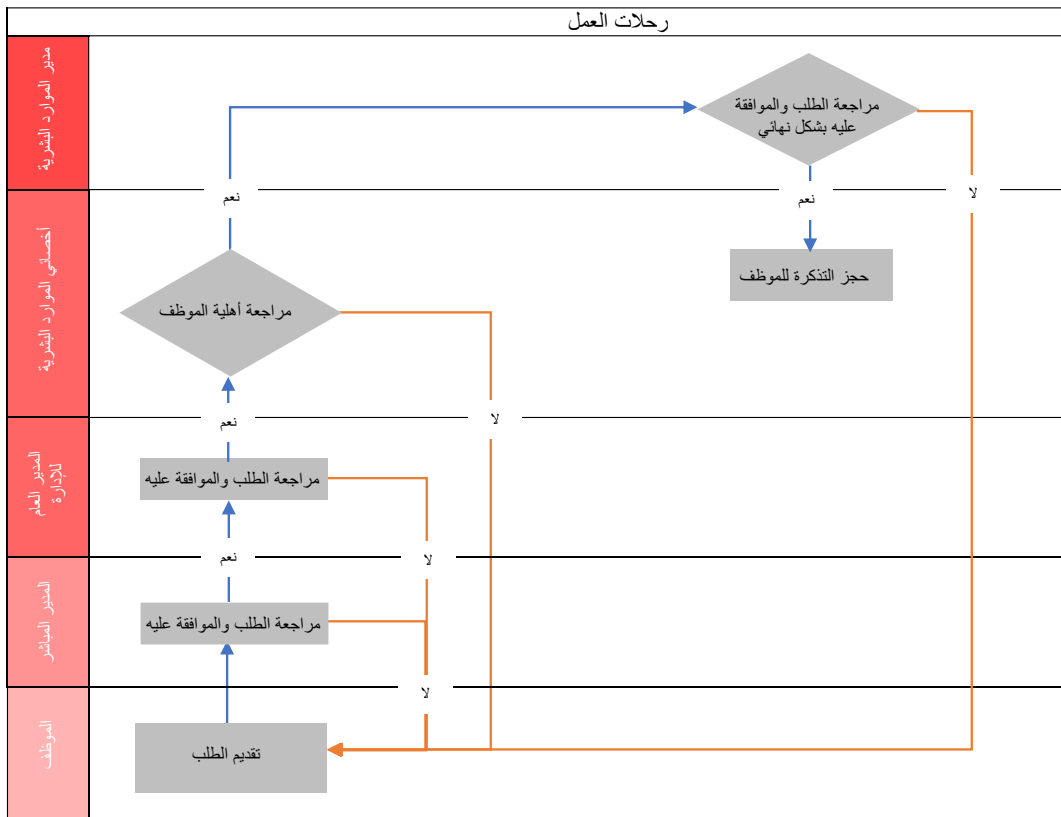 رحلات العمل
مدير الموارد البشرية
مراجعة الطلب والموافقة
عليه بشكل نهائي
لا
نعم
نعم
أخصائي الموارد البشرية
حجز التذكرة للموظف
مراجعة أهلية الموظف
لا
نعم
المدير العام
للإدارة
مراجعة الطلب والموافقة عليه
لا
نعم
المدير المباشر
مراجعة الطلب والموافقة عليه
لا
الموظف
تقديم الطلب